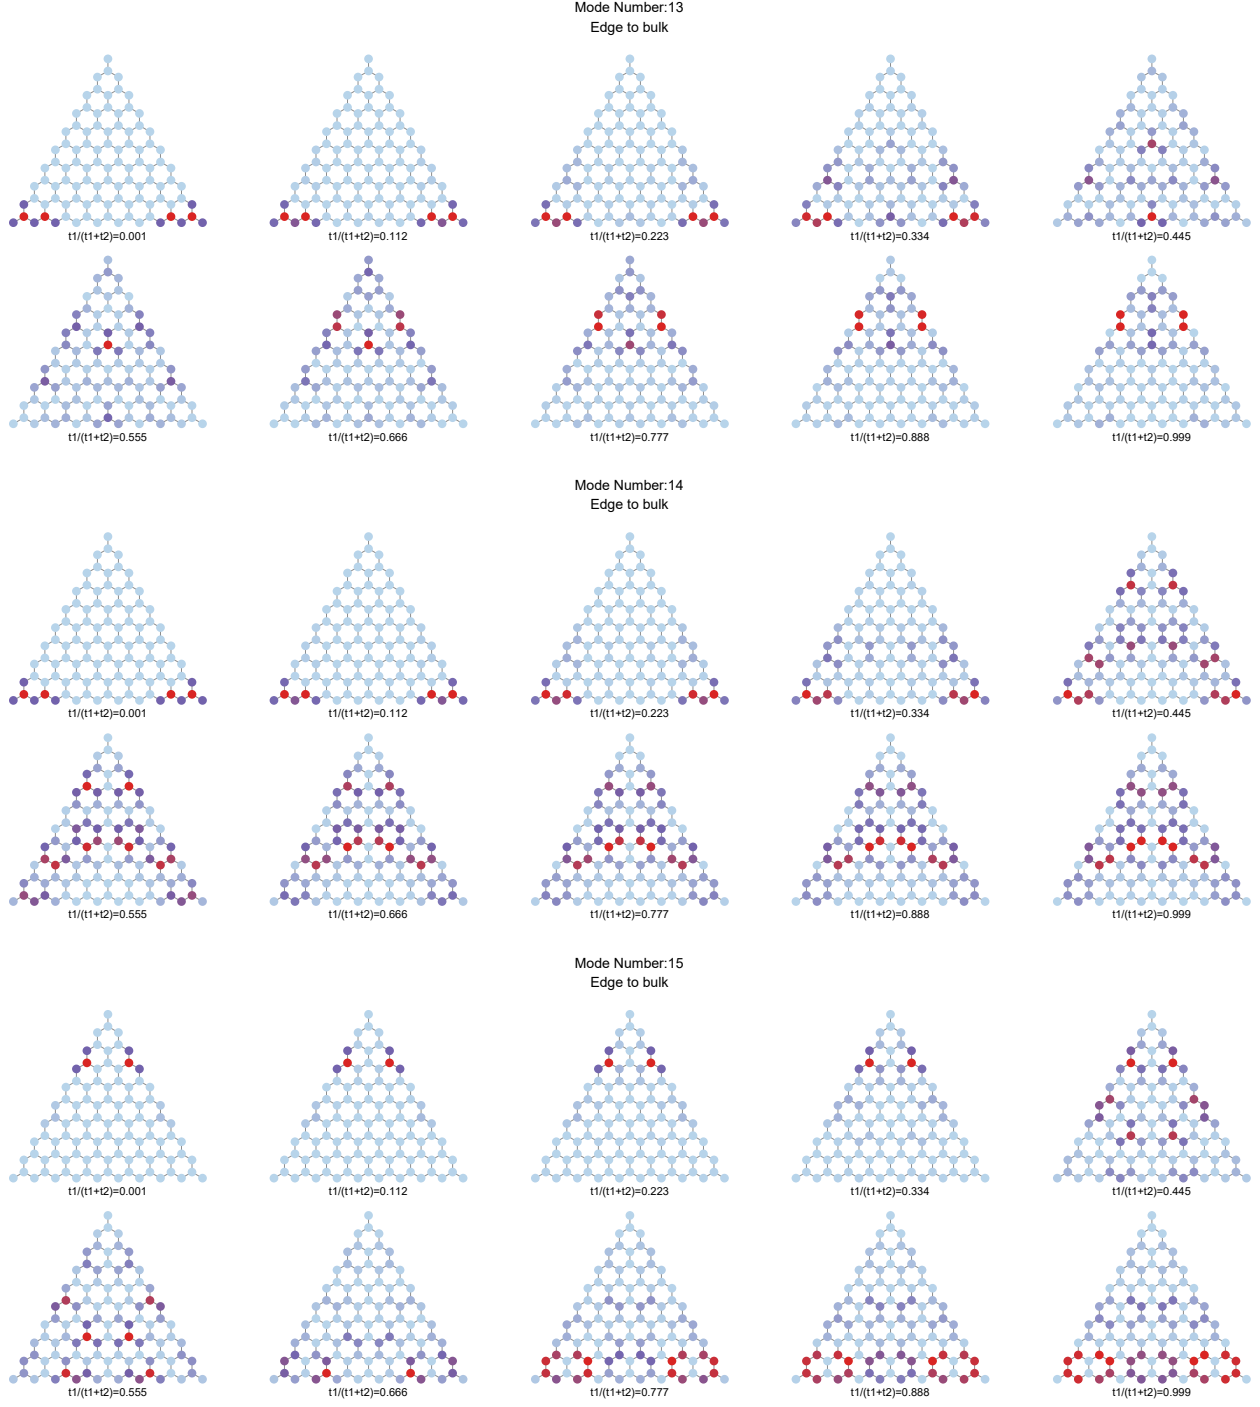 Mode Number:13
Edge to bulk
t1/(t1+t2)=0.001 t1/(t1+t2)=0.112 t1/(t1+t2)=0.223 t1/(t1+t2)=0.334 t1/(t1+t2)=0.445
t1/(t1+t2)=0.555 t1/(t1+t2)=0.666 t1/(t1+t2)=0.777 t1/(t1+t2)=0.888 t1/(t1+t2)=0.999
Mode Number:14
Edge to bulk
t1/(t1+t2)=0.001 t1/(t1+t2)=0.112 t1/(t1+t2)=0.223 t1/(t1+t2)=0.334 t1/(t1+t2)=0.445
t1/(t1+t2)=0.555 t1/(t1+t2)=0.666 t1/(t1+t2)=0.777 t1/(t1+t2)=0.888 t1/(t1+t2)=0.999
Mode Number:15
Edge to bulk
t1/(t1+t2)=0.001 t1/(t1+t2)=0.112 t1/(t1+t2)=0.223 t1/(t1+t2)=0.334 t1/(t1+t2)=0.445
t1/(t1+t2)=0.555 t1/(t1+t2)=0.666 t1/(t1+t2)=0.777 t1/(t1+t2)=0.888 t1/(t1+t2)=0.999